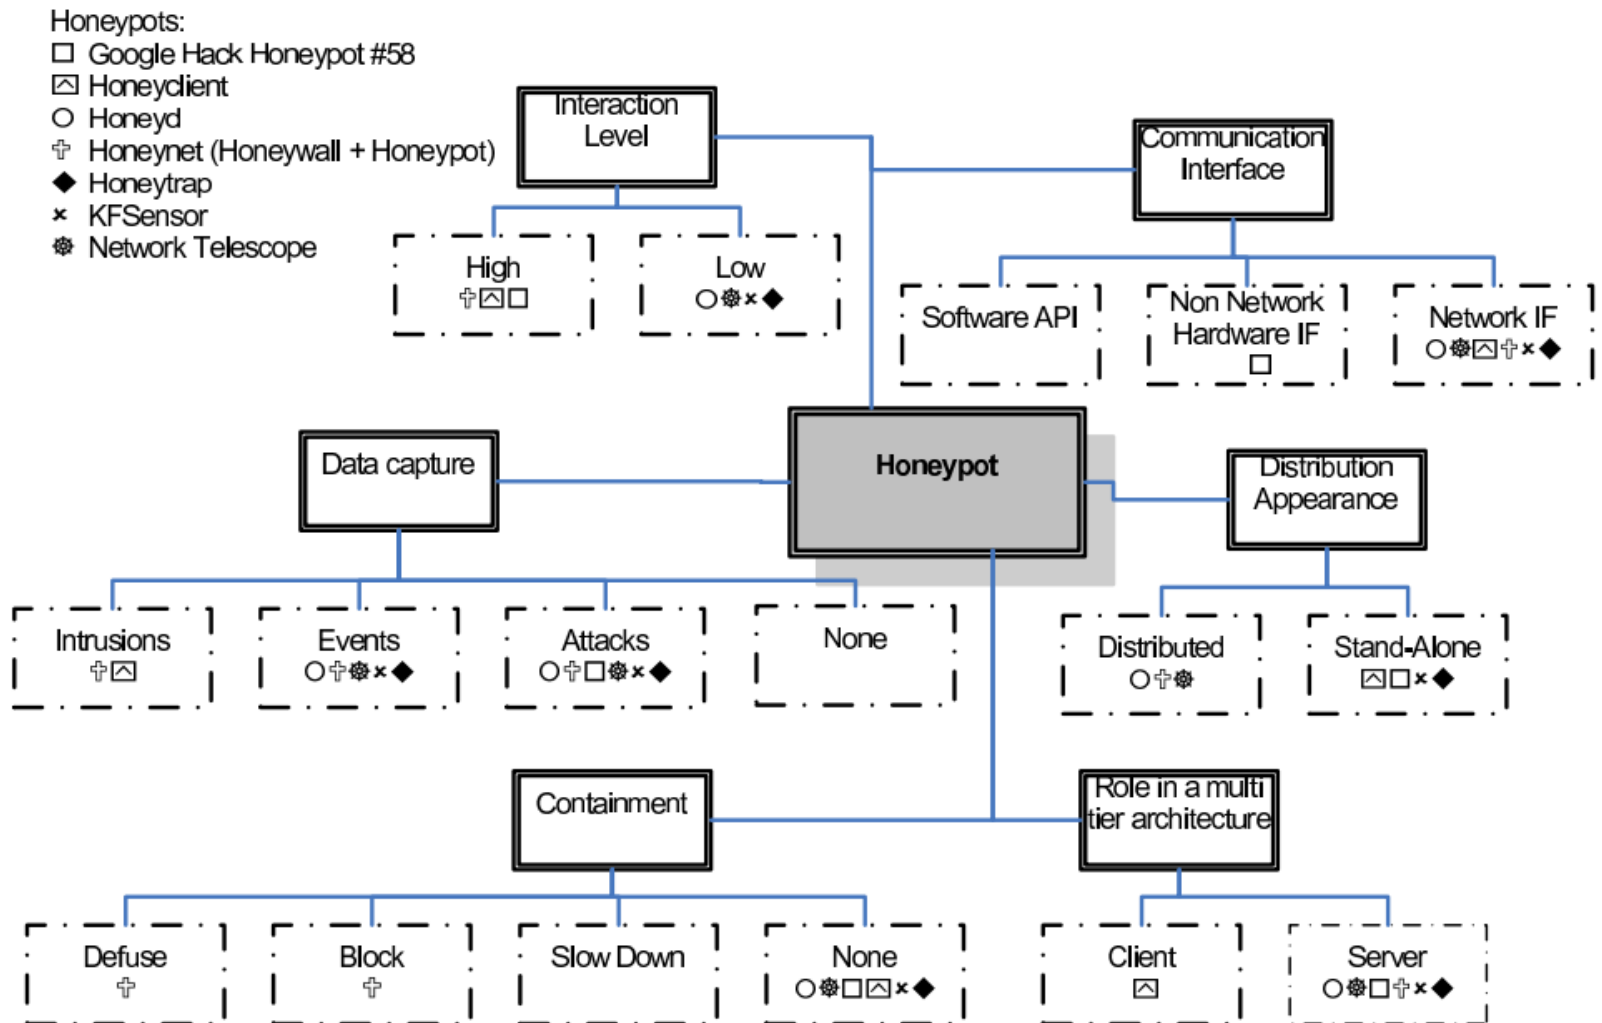 Honeypots:
Google Hack Honeypot #58
Honeyclient
Honeyd
Honeynet (Honeywall + Honeypot)
Honeytrap
KFSensor
Network Telescope
Interaction
Level
High
Low
Communication
Interface
Software API
Non Network
Hardware IF
Network IF
Honeypot
Data capture
Intrusions
Events
Attacks
None
Distribution
Appearance
Distributed
Stand-Alone
Containment
Defuse
Block
Slow Down
None
Role in a multi
tier architecture
Client
Server